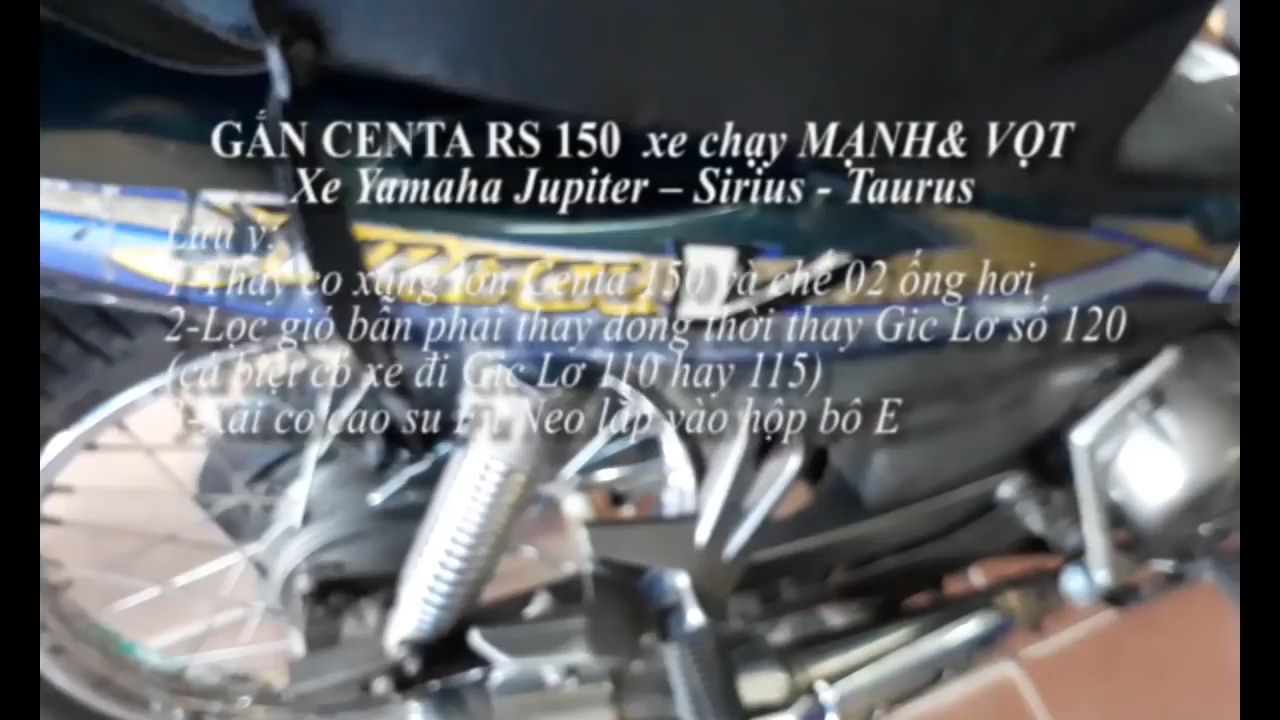 GẮN CENTA RS 150 xe chạy MẠNH& VỌT
Xe Yamaha Jupiter – Sirius - Taurus
Lưu ý:
1-Thay co xăng lớn Centa 150 và chế 02 ống hơi
2-Lọc gió bẩn phải thay đồng thời thay Gic Lơ số 120
(cá biệt có xe đi Gic Lơ 110 hay 115)
co cao su Neo lắp vào hộp bô E